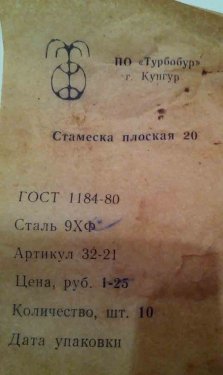 ПО «Турбобур»
г. Кунгур
Стамеска плоская 20
ГОСТ 1184-80
Сталь 9ХФ
Артикул 32-21
Цена, руб. 1-25
Количество, шт. 10
Дата упаковки